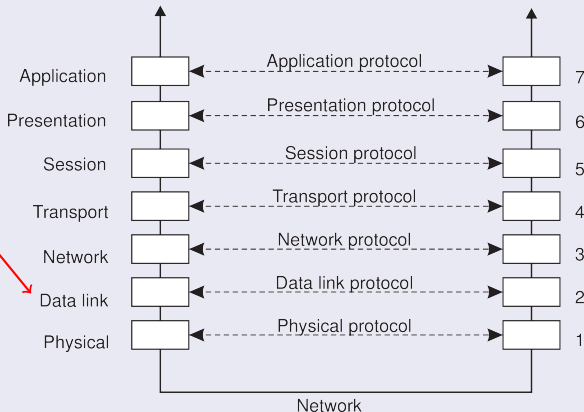 Application Application protocol 7
Presentation Presentation protocol 6
Session Session protocol 5
Transport Transport protocol 4
Network Network protocol 3
Data link Data link protocol 2
Physical Physical protocol 1
Network